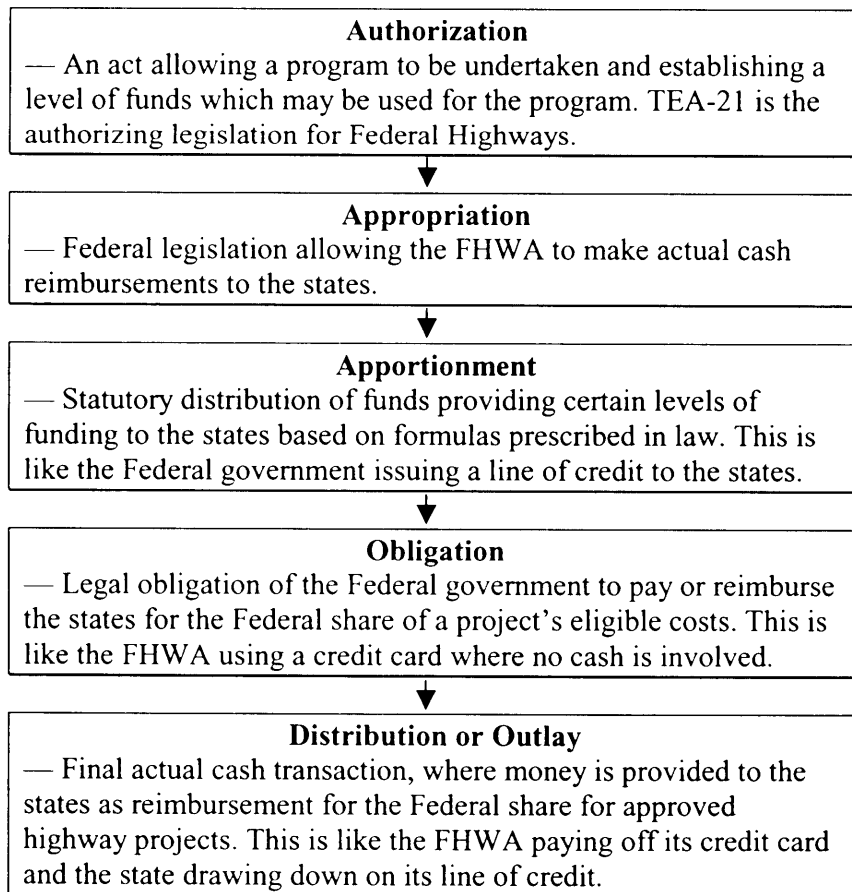 Authorization
— An act allowing a program to be undertaken and establishing a
level of funds which may be used for the program. TEA-21 is the
authorizing legislation for Federal Highways.
Appropriation
— Federal legislation allowing the FHWA to make actual cash
reimbursements to the states.
Apportionment
— Statutory distribution of funds providing certain levels of
funding to the states based on formulas prescribed in law. This is
like the Federal government issuing a line of credit to the states.
Obligation
— Legal obligation of the Federal government to pay or reimburse
the states for the Federal share of a project’s eligible costs. This is
like the FHWA using a credit card where no cash is involved.
Distribution or Outlay
— Final actual cash transaction, where money is provided to the
states as reimbursement for the Federal share for approved
highway projects. This is like the FHWA paying off its credit card
and the state drawing down on its line of credit.